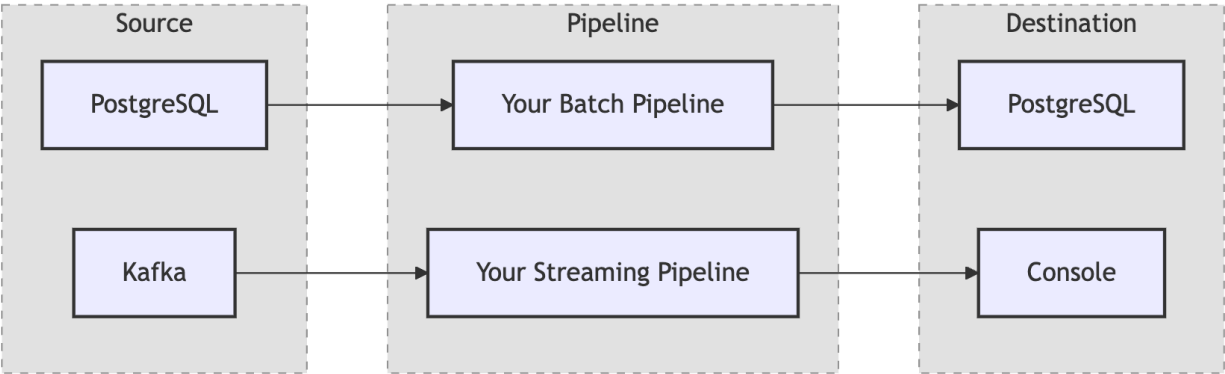 Source
Pipeline
Destination
PostgreSQL
Your Batch Pipeline
PostgreSQL
Kafka
Your Streaming Pipeline
Console